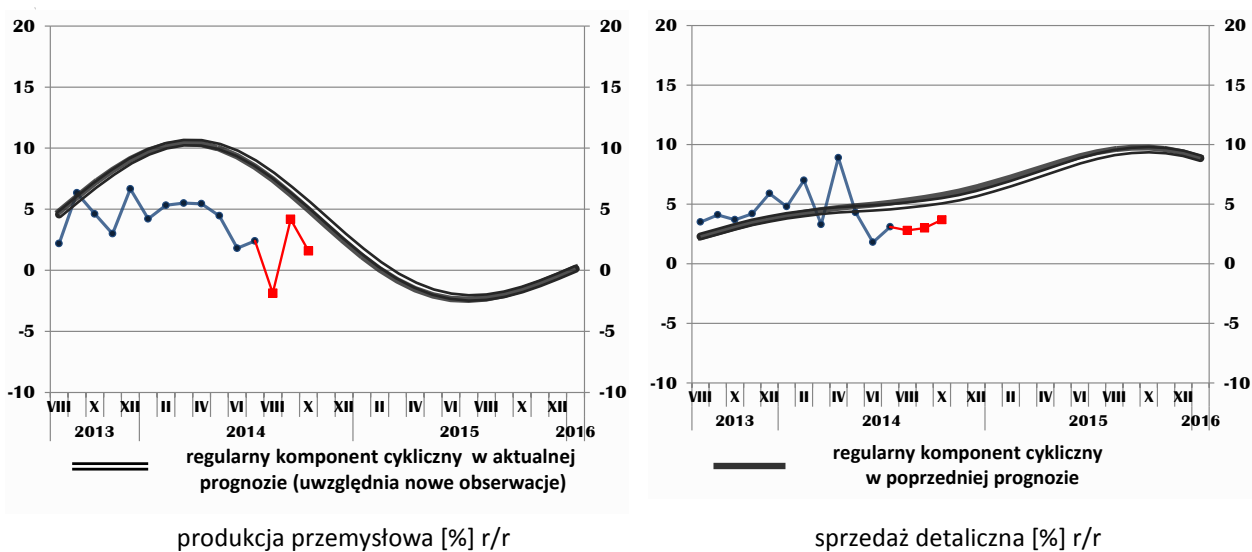 20 20
15 15
10 10
5 5
0 0
-5 -5
-10 -10
VIII X XII II IV VI VIII X XII II IV VI VIII X XII
2013 2014 2015 2016
regularny komponent cykliczny w aktualnej
prognozie (uwzględnia nowe obserwacje)
produkcja przemysłowa [%] r/r
20 20
15 15
10 10
5 5
0 0
-5 -5
-10 -10
VIII X XII II IV VI VIII X XII II IV VI VIII X XII
2013 2014 2015 2016
regularny komponent cykliczny
w poprzedniej prognozie
sprzedaż detaliczna [%] r/r